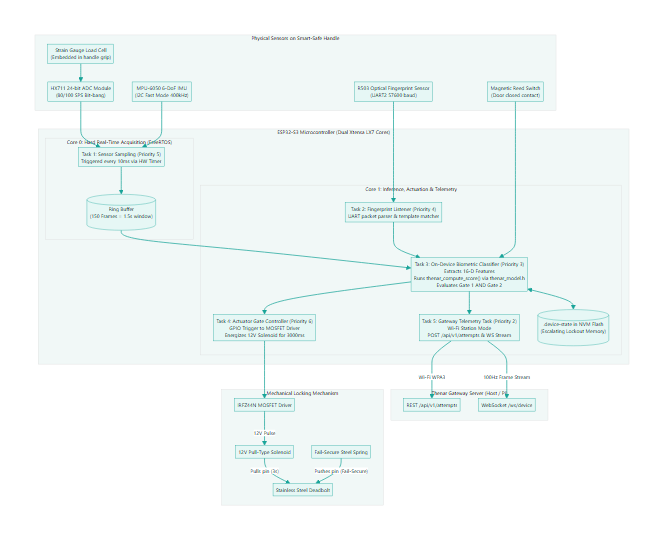 Physical Sensors on Smart-Safe Handle
Strain Gauge Load Cell
(Embedded in handle grip)
HX711 24-bit ADC Module
(80/100 SPS Bit-bang)
MPU-6050 6-DoF IMU
(I2C Fast Mode 400kHz)
R503 Optical Fingerprint Sensor
(UART2 57600 baud)
Magnetic Reed Switch
(Door closed contact)
ESP32-S3 Microcontroller (Dual Xtensa LX7 Cores)
Core 0: Hard Real-Time Acquisition (FreeRTOS)
Task 1: Sensor Sampling (Priority 5)
Triggered every 10ms via HW Timer
Ring Buffer
(150 Frames = 1.5s window)
Core 1: Inference, Actuation & Telemetry
Task 2: Fingerprint Listener (Priority 4)
UART packet parser & template matcher
Task 3: On-Device Biometric Classifier (Priority 3)
Extracts 16-D Features
Runs thenar_compute_score() via thenar_model.h
Evaluates Gate 1 AND Gate 2
Task 4: Actuator Gate Controller (Priority 6)
GPIO Trigger to MOSFET Driver
Energizes 12V Solenoid for 3000ms
Task 5: Gateway Telemetry Task (Priority 2)
Wi-Fi Station Mode
POST /api/v1/attempts & WS Stream
device-state in NVM Flash
(Escalating Lockout Memory)
Wi-Fi WPA3
100Hz Frame Stream
Mechanical Locking Mechanism
IRFZ44N MOSFET Driver
12V Pulse
12V Pull-Type Solenoid
Fail-Secure Steel Spring
Pulls pin (3s)
Pushes pin (Fail-Secure)
Stainless Steel Deadbolt
Thenar Gateway Server (Host / Pi)
REST /api/v1/attempts
WebSocket /ws/device